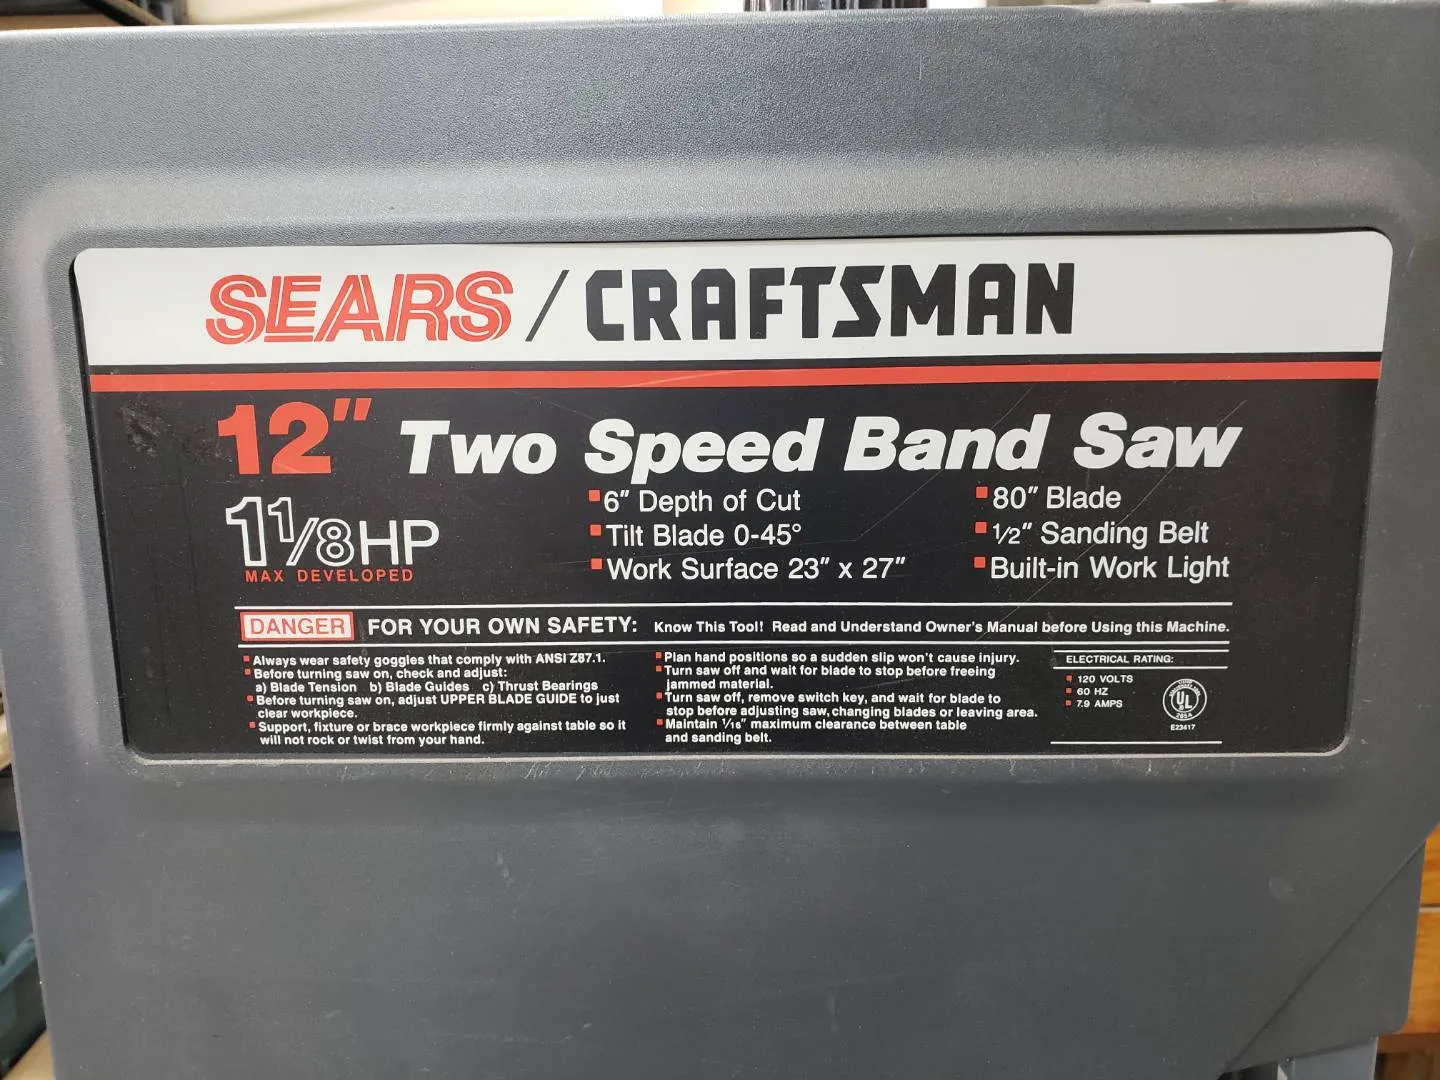 SEARS / CRAFTSMAN
12" Two Speed Band Saw
1 1/8 HP
MAX DEVELOPED
6" Depth of Cut
Tilt Blade 0-45°
Work Surface 23" x 27"
80" Blade
1/2" Sanding Belt
Built-in Work Light
DANGER FOR YOUR OWN SAFETY: Know This Tool! Read and Understand Owner's Manual before Using this Machine.
Always wear safety goggles that comply with ANSI Z87.1.
Before turning saw on, check and adjust:
a) Blade Tension b) Blade Guides c) Thrust Bearings
Before turning saw on, adjust UPPER BLADE GUIDE to just
clear workpiece.
Support, fixture or brace workpiece firmly against table so it
will not rock or twist from your hand.
Plan hand positions so a sudden slip won't cause injury.
Turn saw off and wait for blade to stop before freeing
jammed material.
Turn saw off, remove switch key, and wait for blade to
stop before adjusting saw, changing blades or leaving area.
Maintain 1/16" maximum clearance between table
and sanding belt.
ELECTRICAL RATING:
120 VOLTS
60 HZ
7.9 AMPS
UL
E23417